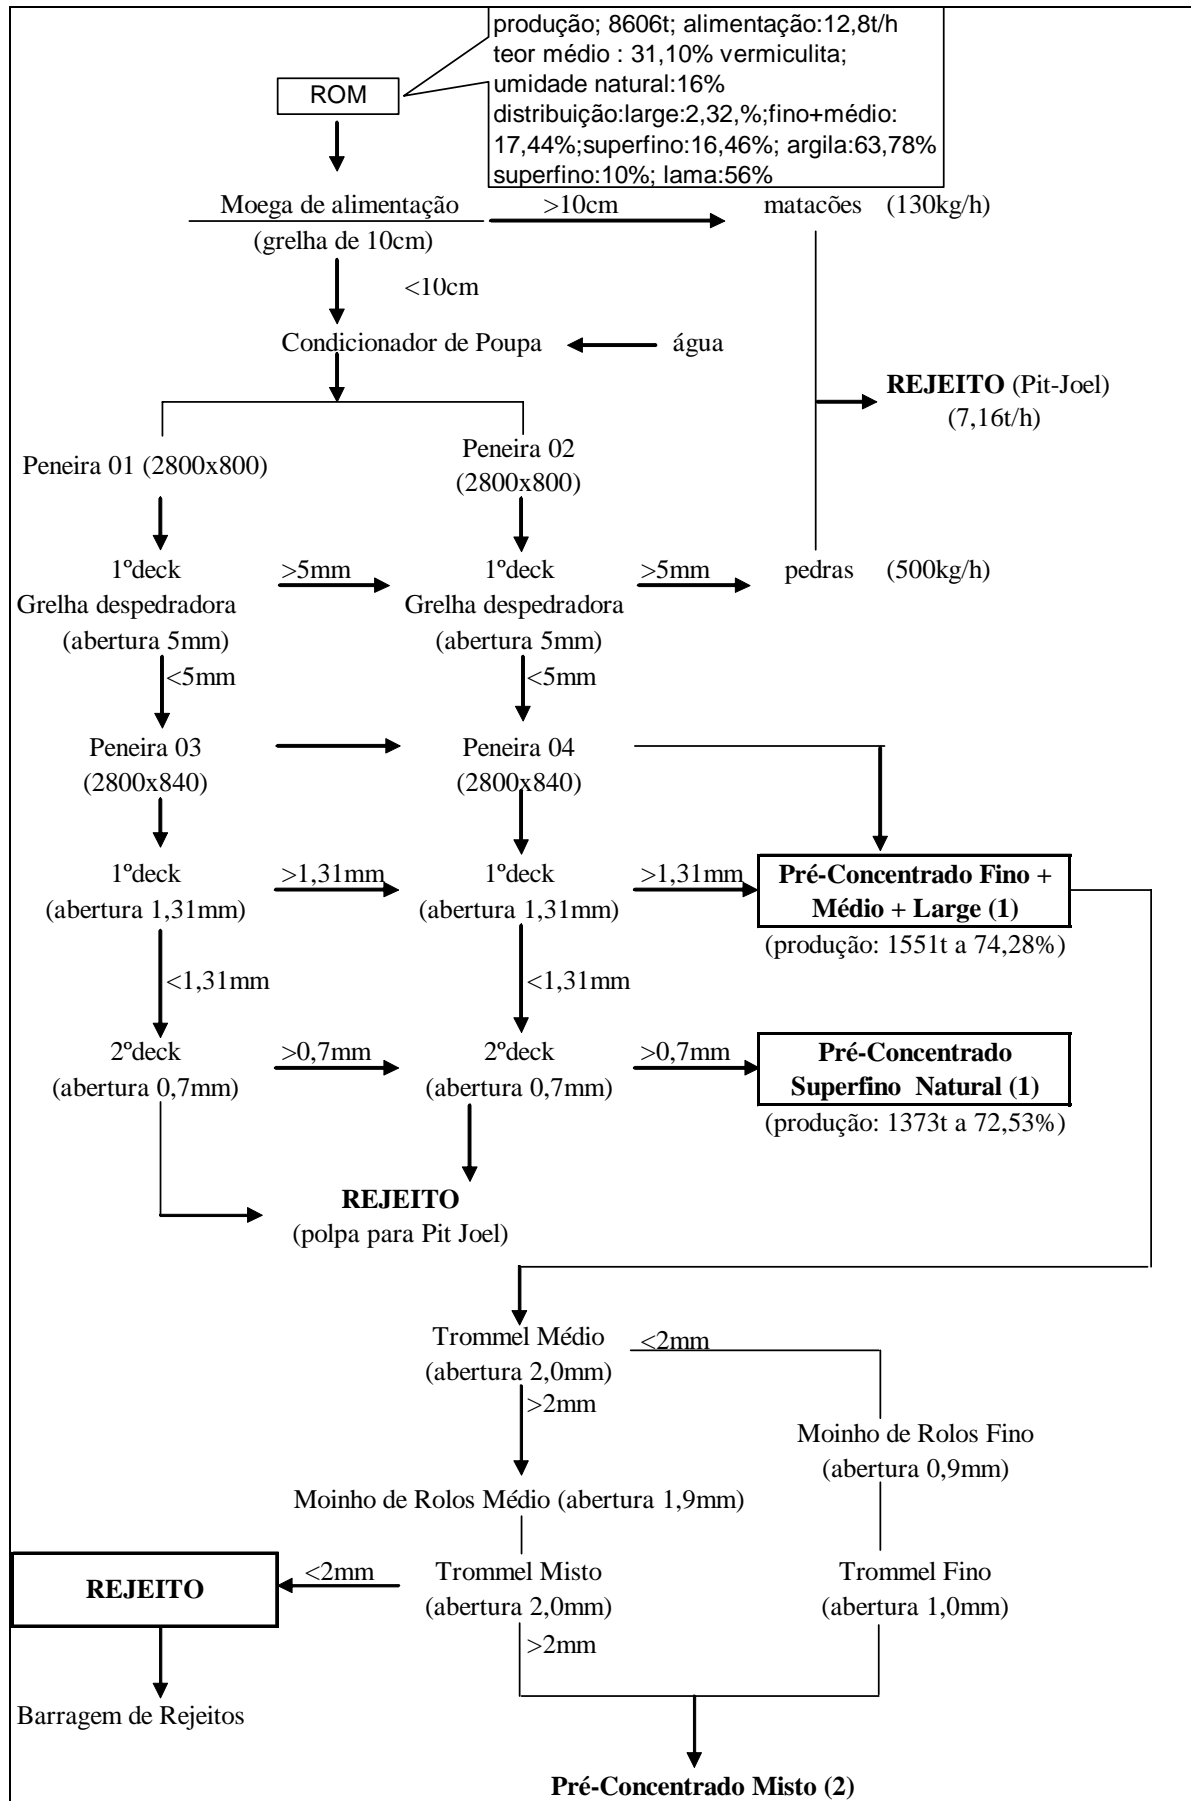 produção; 8606t; alimentação:12,8t/h
teor médio : 31,10% vermiculita;
umidade natural:16%
distribuição:large:2,32,%;fino+médio:
17,44%;superfino:16,46%; argila:63,78%
superfino:10%; lama:56%
ROM
Moega de alimentação
(grelha de 10cm)
>10cm
matacões (130kg/h)
<10cm
Condicionador de Poupa
água
REJEITO (Pit-Joel)
(7,16t/h)
Peneira 01 (2800x800)
Peneira 02
(2800x800)
1ºdeck
Grelha despedradora
(abertura 5mm)
>5mm
1ºdeck
Grelha despedradora
(abertura 5mm)
>5mm
pedras (500kg/h)
<5mm
<5mm
Peneira 03
(2800x840)
Peneira 04
(2800x840)
1ºdeck
(abertura 1,31mm)
>1,31mm
1ºdeck
(abertura 1,31mm)
>1,31mm
Pré-Concentrado Fino +
Médio + Large (1)
(produção: 1551t a 74,28%)
<1,31mm
<1,31mm
2ºdeck
(abertura 0,7mm)
>0,7mm
2ºdeck
(abertura 0,7mm)
>0,7mm
Pré-Concentrado
Superfino Natural (1)
(produção: 1373t a 72,53%)
REJEITO
(polpa para Pit Joel)
Trommel Médio
(abertura 2,0mm)
<2mm
>2mm
Moinho de Rolos Fino
(abertura 0,9mm)
Moinho de Rolos Médio (abertura 1,9mm)
REJEITO
<2mm
Trommel Misto
(abertura 2,0mm)
Trommel Fino
(abertura 1,0mm)
>2mm
Barragem de Rejeitos
Pré-Concentrado Misto (2)